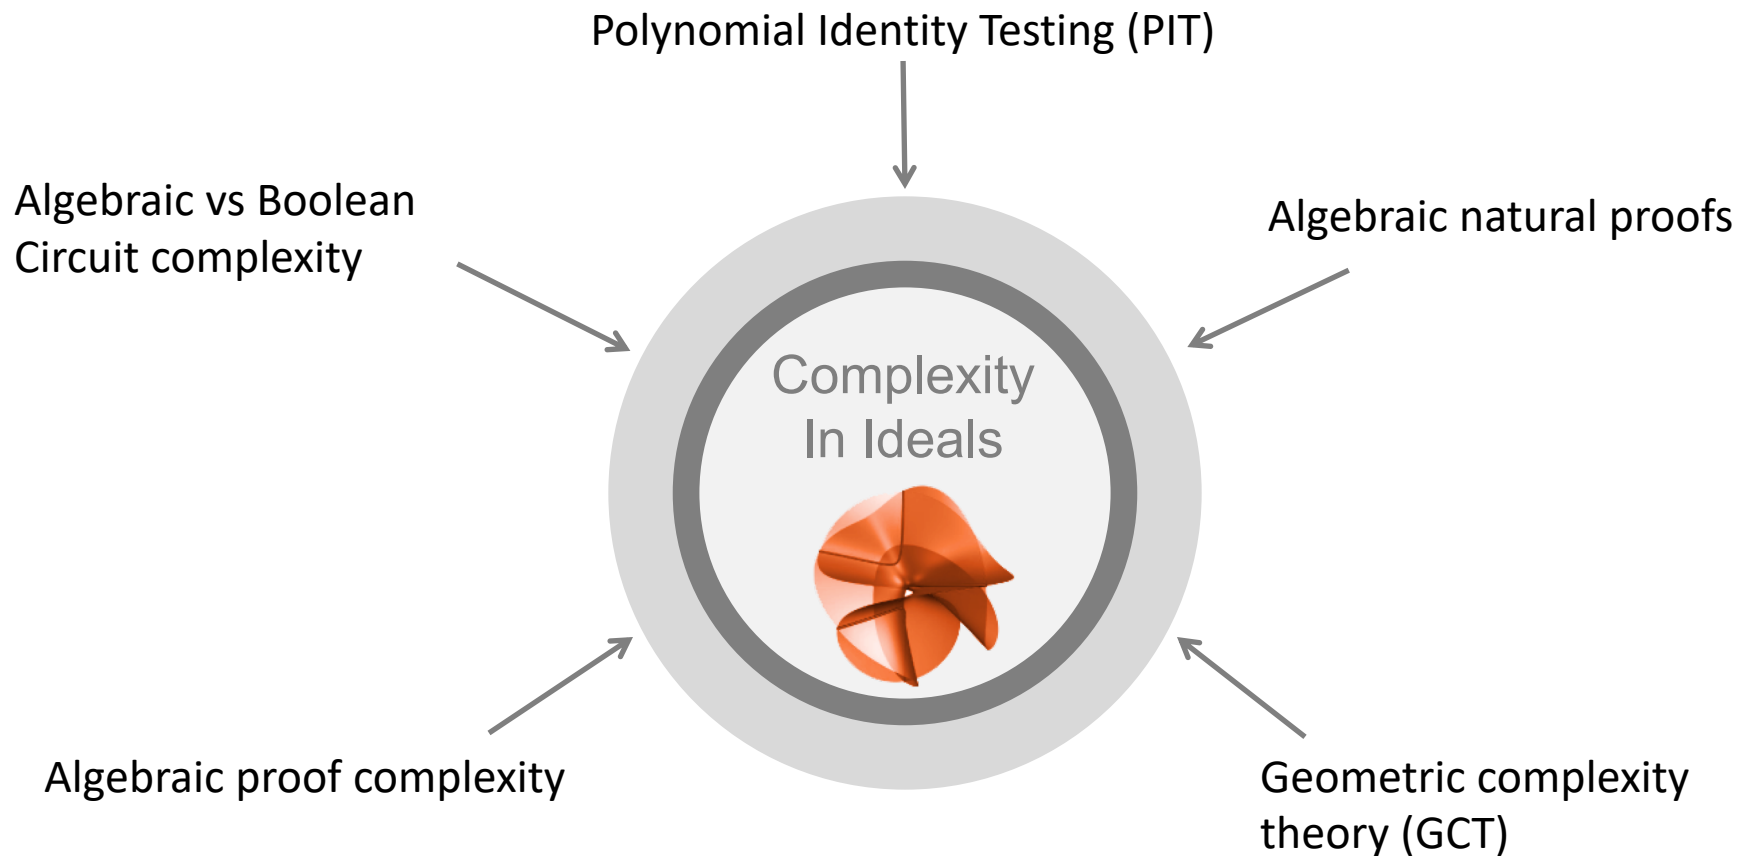 Polynomial Identity Testing (PIT)
Algebraic vs Boolean
Circuit complexity
Algebraic natural proofs
Complexity
In Ideals
Algebraic proof complexity
Geometric complexity
theory (GCT)